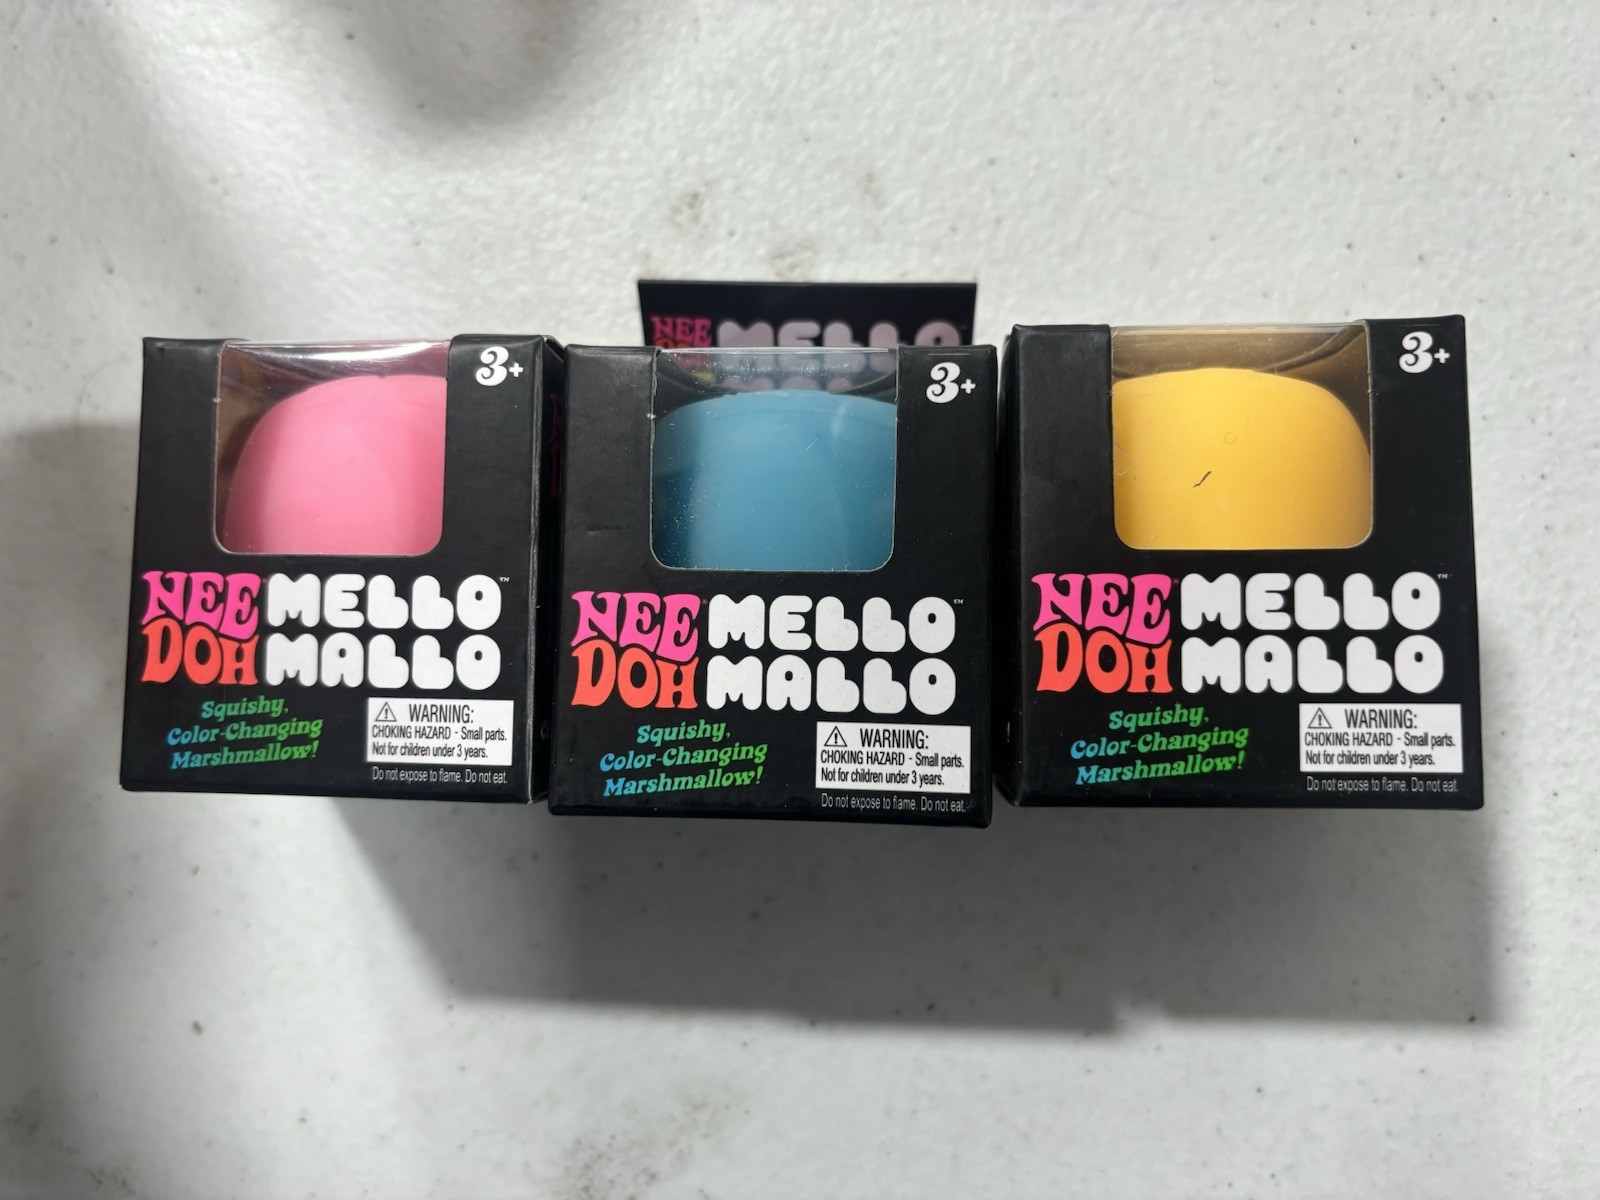 NEE MELLO
3+
NEE MELLO™
DOH MALLO
Squishy,
Color-Changing
Marshmallow!
WARNING:
CHOKING HAZARD - Small parts.
Not for children under 3 years.
Do not expose to flame. Do not eat.
3+
NEE MELLO™
DOH MALLO
Squishy,
Color-Changing
Marshmallow!
WARNING:
CHOKING HAZARD - Small parts.
Not for children under 3 years.
Do not expose to flame. Do not eat.
3+
NEE MELLO™
DOH MALLO
Squishy,
Color-Changing
Marshmallow!
WARNING:
CHOKING HAZARD - Small parts.
Not for children under 3 years.
Do not expose to flame. Do not eat.